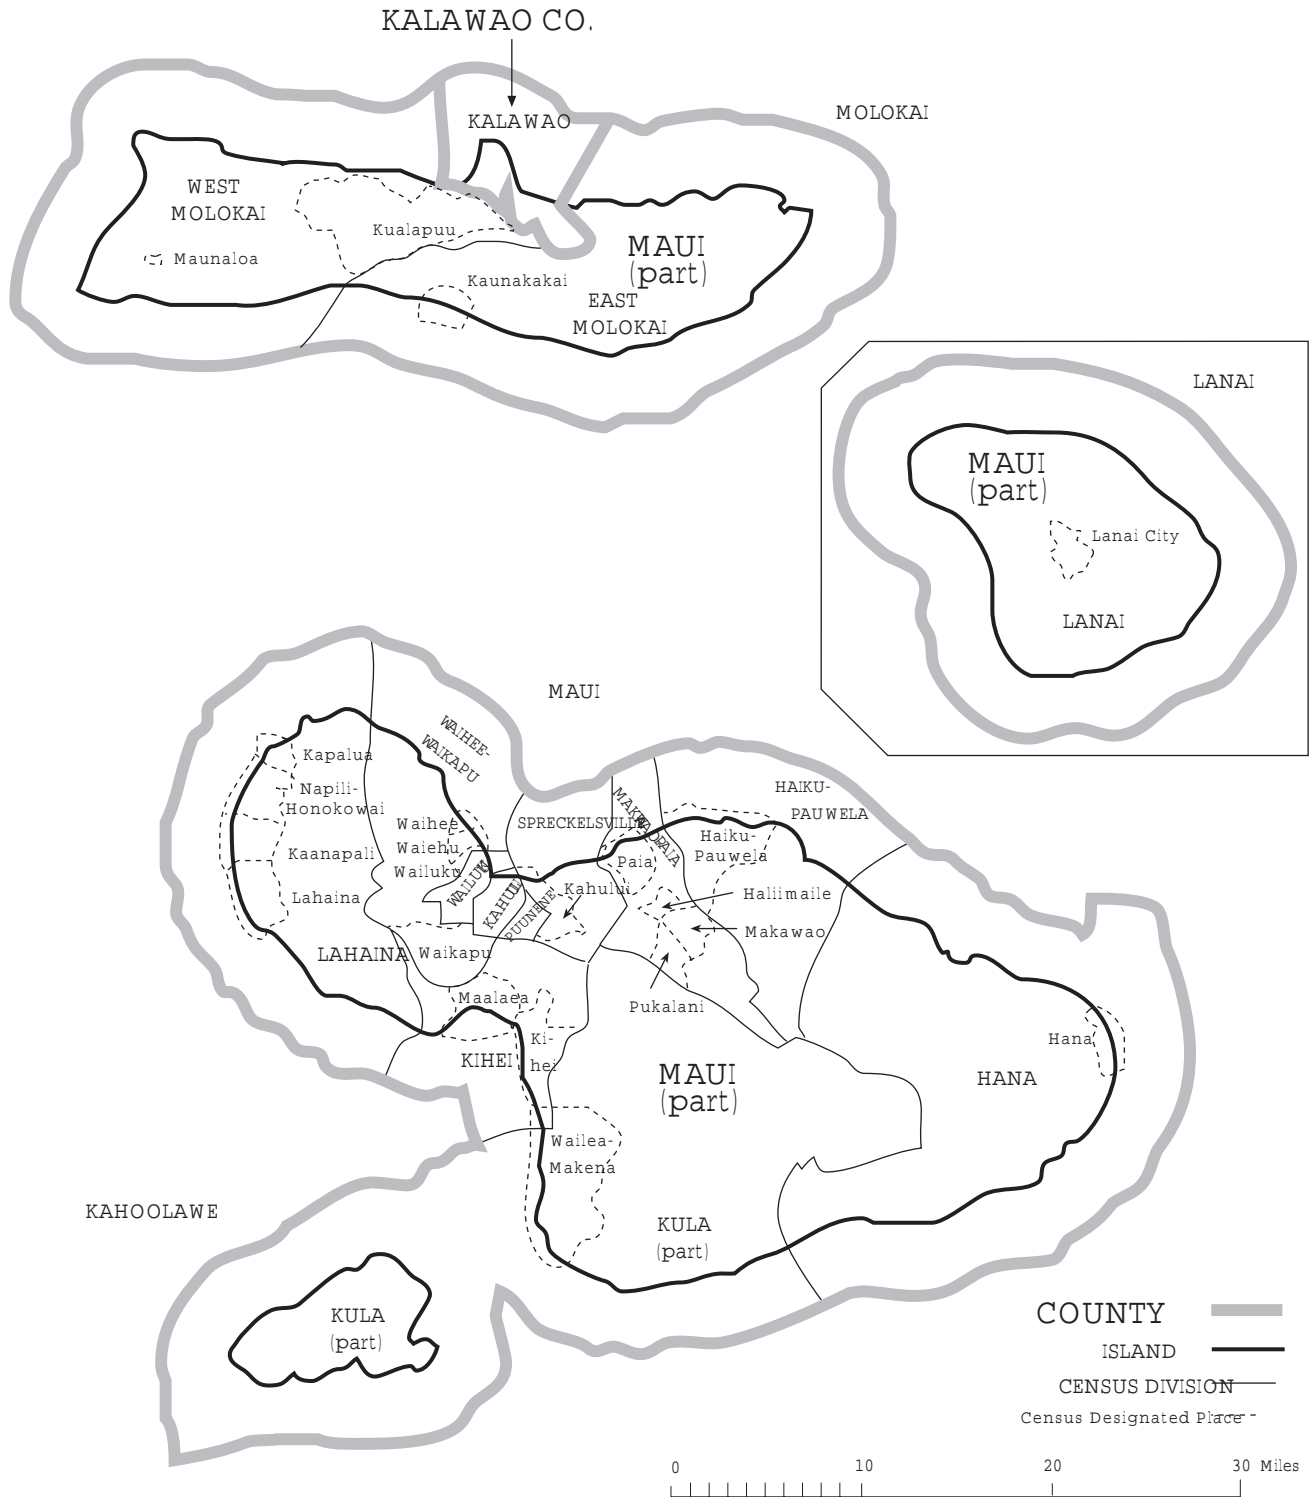 KALAWAO CO.
MOLOKAI
KALAWAO
WEST
MOLOKAI
Kualapuu
Maunaloa
MAUI
(part)
Kaunakakai
EAST
MOLOKAI
LANAI
MAUI
(part)
Lanai City
LANAI
MAUI
WAIHEE-
WAIKAPU
Kapalua
Napili-
Honokowai
Kaanapali
Lahaina
LAHAINA
Waihee
Waiehu
Wailuku
WAILUKU
KAHULUI
PUUNENE
SPRECKELSVILLE
MAKAWAO-
PAIA
Paia
Kahului
HAIKU-
PAUWELA
Haiku-
Pauwela
Haliimaile
Makawao
Pukalani
Waikapu
Maalaea
KIHEI
Ki-
hei
MAUI
(part)
Hana
HANA
Wailea-
Makena
KULA
(part)
KAHOOLAWE
KULA
(part)
COUNTY
ISLAND
CENSUS DIVISION
Census Designated Place
0 10 20 30 Miles